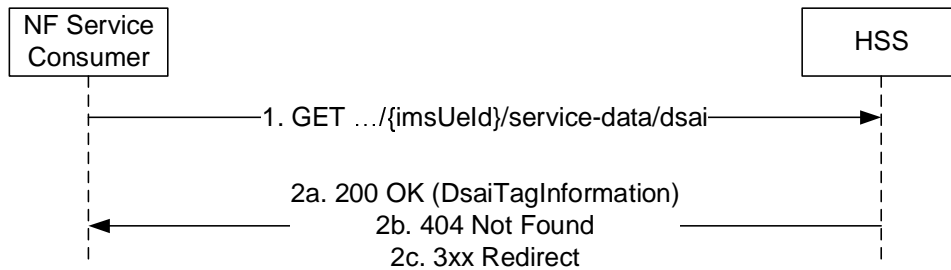 NF Service
Consumer
HSS
1. GET …/{imsUeId}/service-data/dsai
2a. 200 OK (DsaiTagInformation)
2b. 404 Not Found
2c. 3xx Redirect